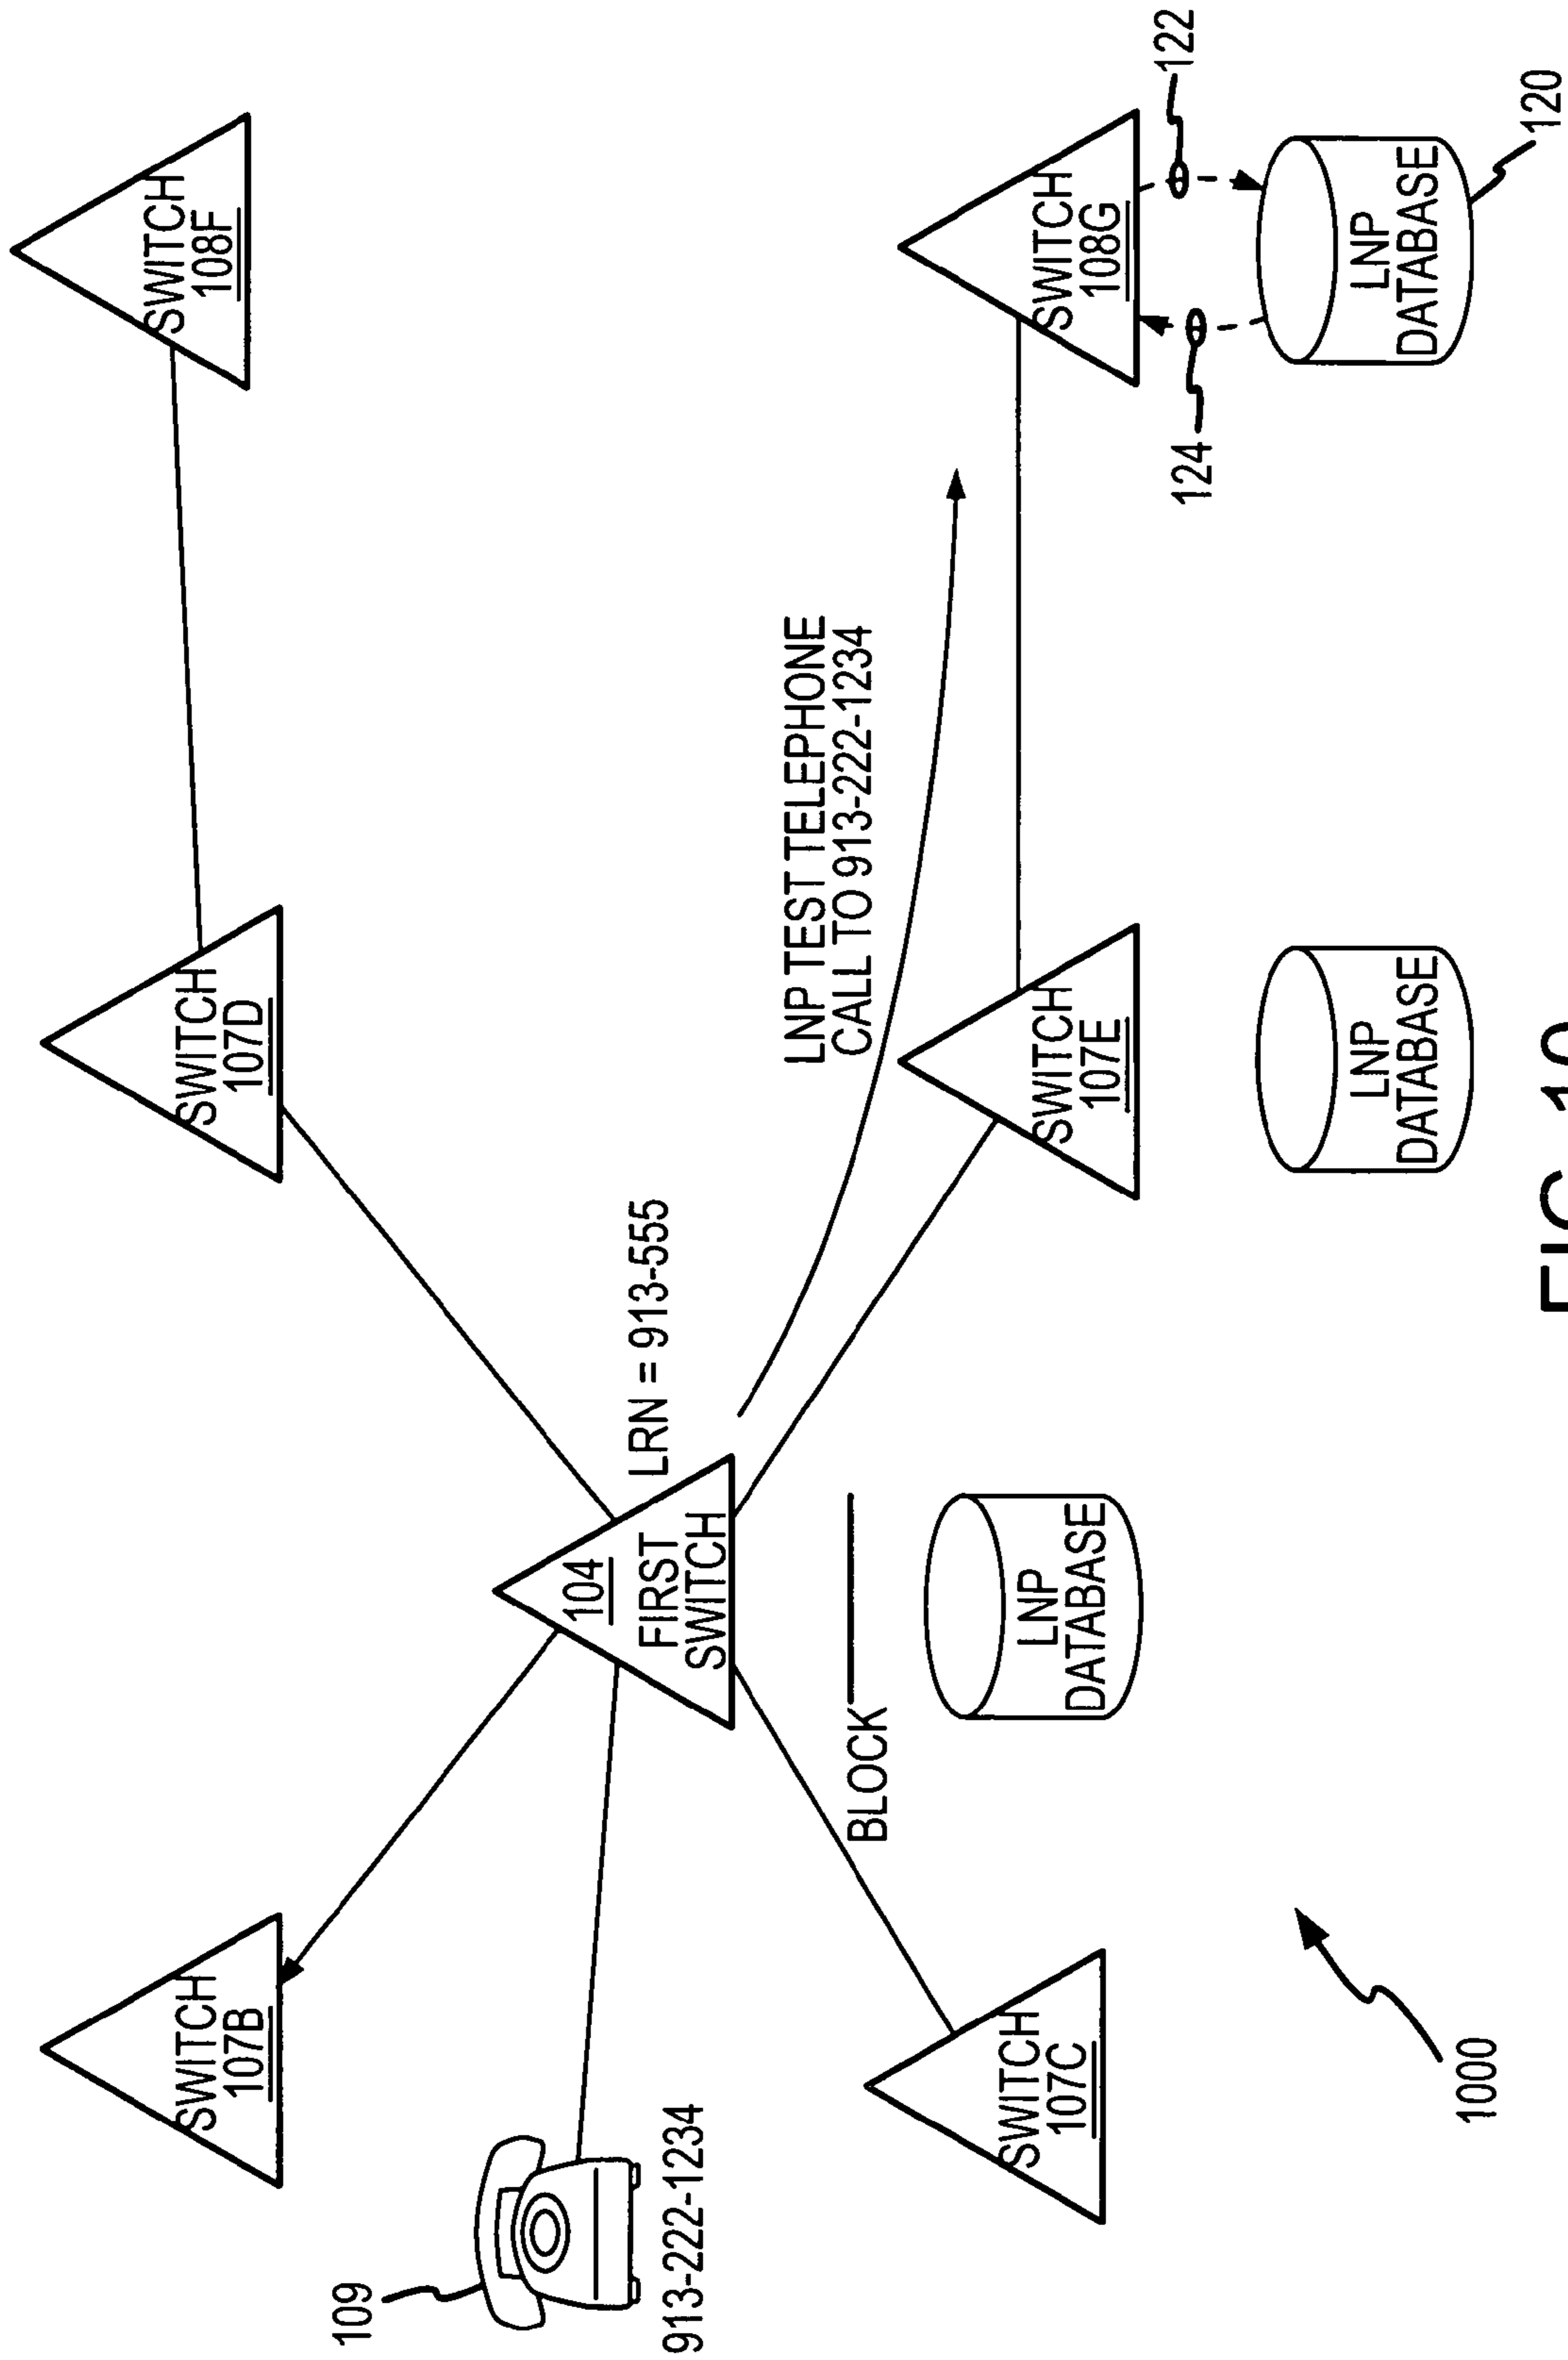 109
913-222-1234
SWITCH
107B
SWITCH
107C
1000
104
FIRST
SWITCH
LRN = 913-555
BLOCK
LNP
DATABASE
SWITCH
107D
LNP TEST TELEPHONE
CALL TO 913-222-1234
SWITCH
107E
LNP
DATABASE
SWITCH
108F
SWITCH
108G
124
122
LNP
DATABASE
120